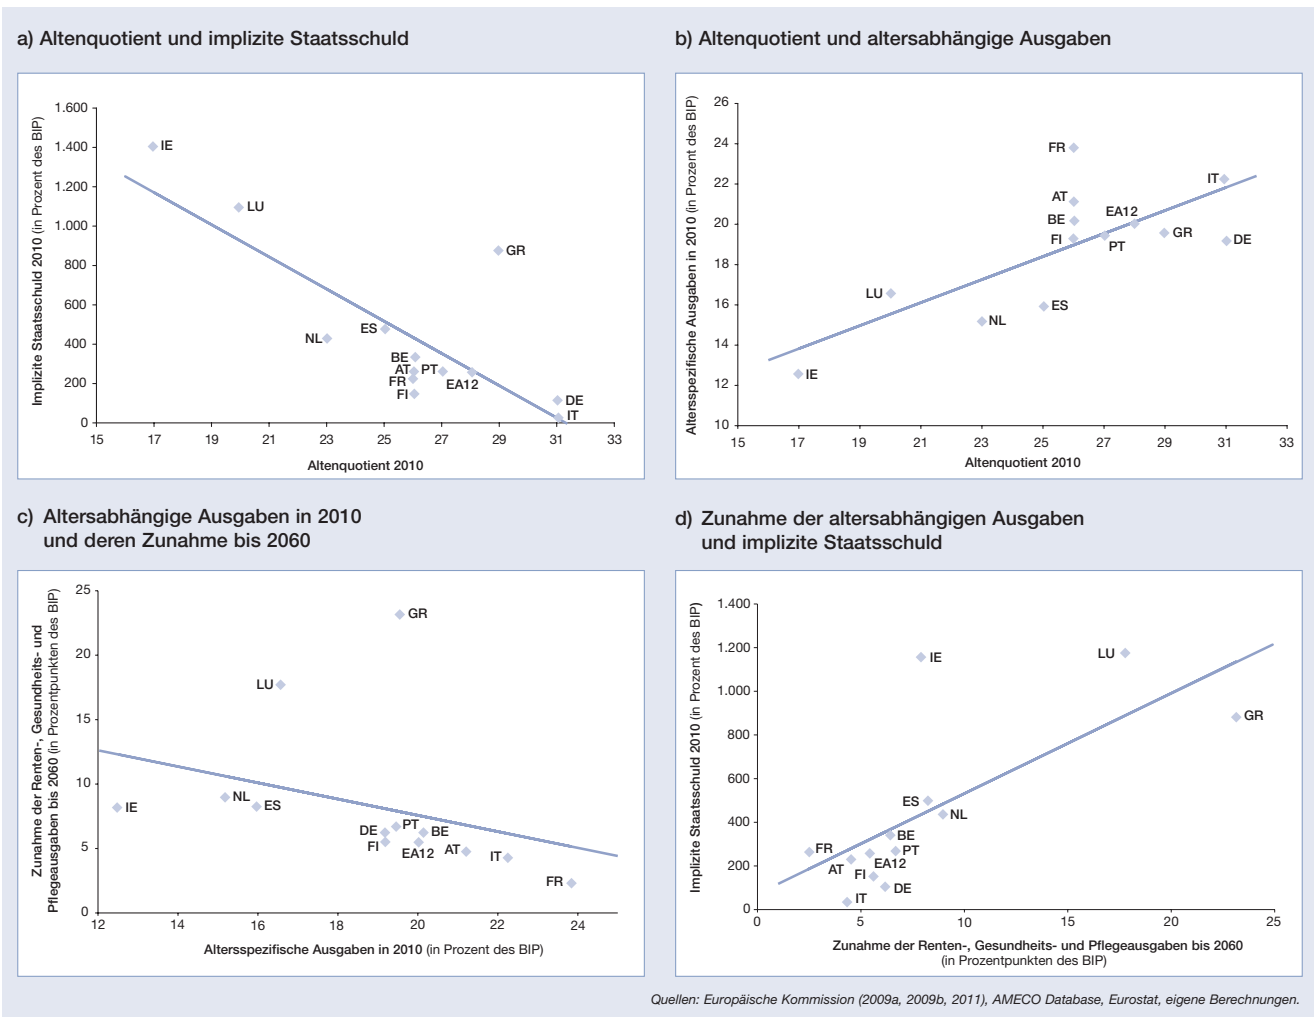 a) Altenquotient und implizite Staatsschuld
Implizite Staatsschuld 2010 (in Prozent des BIP)
1.600
1.400
1.200
1.000
800
600
400
200
0
IE
LU
GR
NL
ES
BE
AT
PT
FR
EA12
FI
DE
IT
15 17 19 21 23 25 27 29 31 33
Altenquotient 2010
b) Altenquotient und altersabhängige Ausgaben
Altersspezifische Ausgaben in 2010 (in Prozent des BIP)
26
24
22
20
18
16
14
12
10
FR
IT
AT
EA12
BE
FI
PT
GR
DE
LU
NL
ES
IE
15 17 19 21 23 25 27 29 31 33
Altenquotient 2010
c) Altersabhängige Ausgaben in 2010
und deren Zunahme bis 2060
Zunahme der Renten-, Gesundheits- und
Pflegeausgaben bis 2060 (in Prozentpunkten des BIP)
25
20
15
10
5
0
GR
LU
IE
NL
ES
DE
PT
BE
FI
EA12
AT
IT
FR
12 14 16 18 20 22 24
Altersspezifische Ausgaben in 2010 (in Prozent des BIP)
d) Zunahme der altersabhängigen Ausgaben
und implizite Staatsschuld
Implizite Staatsschuld 2010 (in Prozent des BIP)
1.400
1.200
1.000
800
600
400
200
0
IE
LU
GR
ES
NL
BE
FR
PT
AT
EA12
FI
DE
IT
0 5 10 15 20 25
Zunahme der Renten-, Gesundheits- und Pflegeausgaben bis 2060
(in Prozentpunkten des BIP)
Quellen: Europäische Kommission (2009a, 2009b, 2011), AMECO Database, Eurostat, eigene Berechnungen.